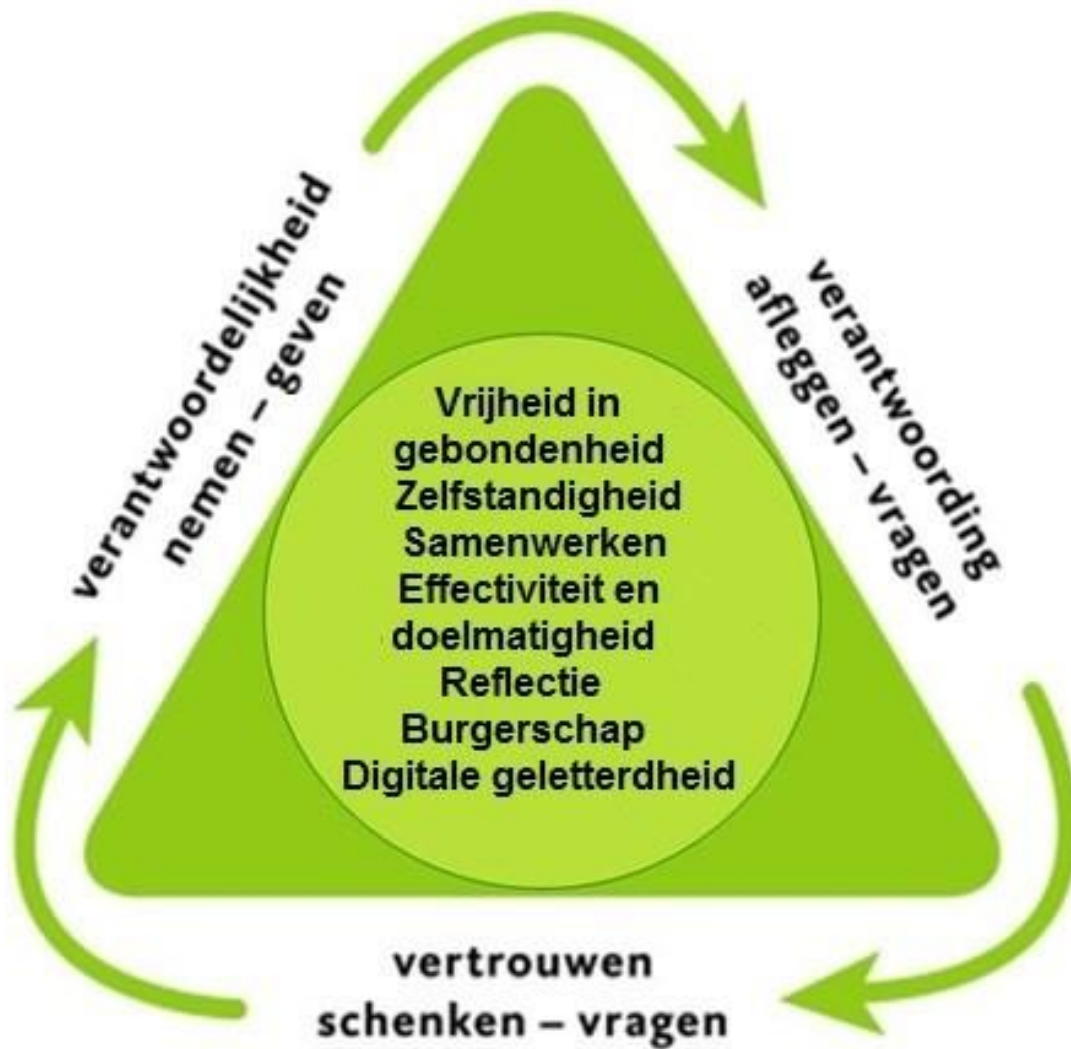 verantwoordelijkheid
nemen – geven
verantwoording
afleggen – vragen
Vrijheid in
gebondenheid
Zelfstandigheid
Samenwerken
Effectiviteit en
doelmatigheid
Reflectie
Burgerschap
Digitale geletterdheid
vertrouwen
schenken – vragen